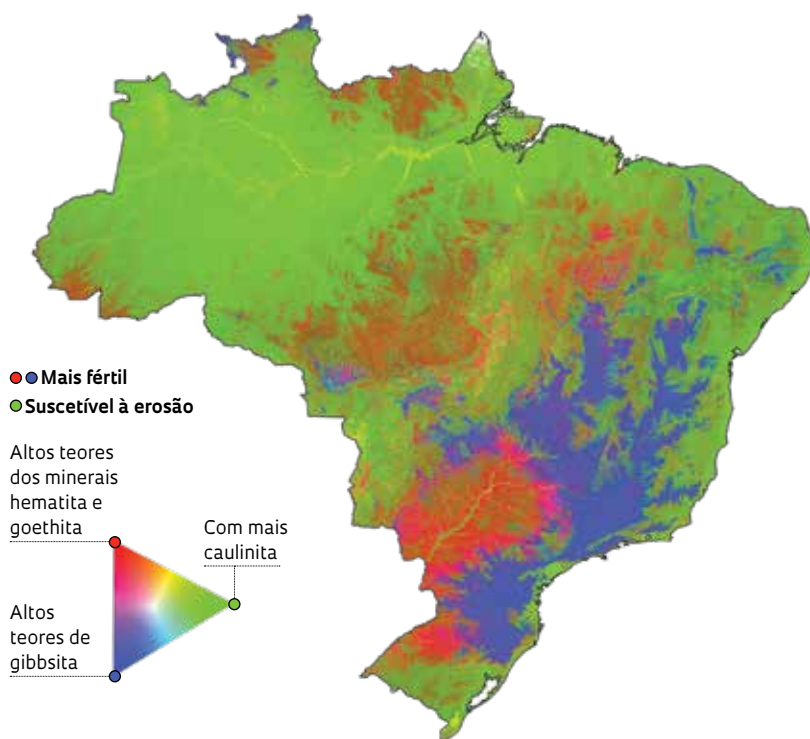 Mais fértil
Suscetível à erosão
Altos teores
dos minerais
hematita e
goethita
Com mais
caulinita
Altos
teores de
gibbsita